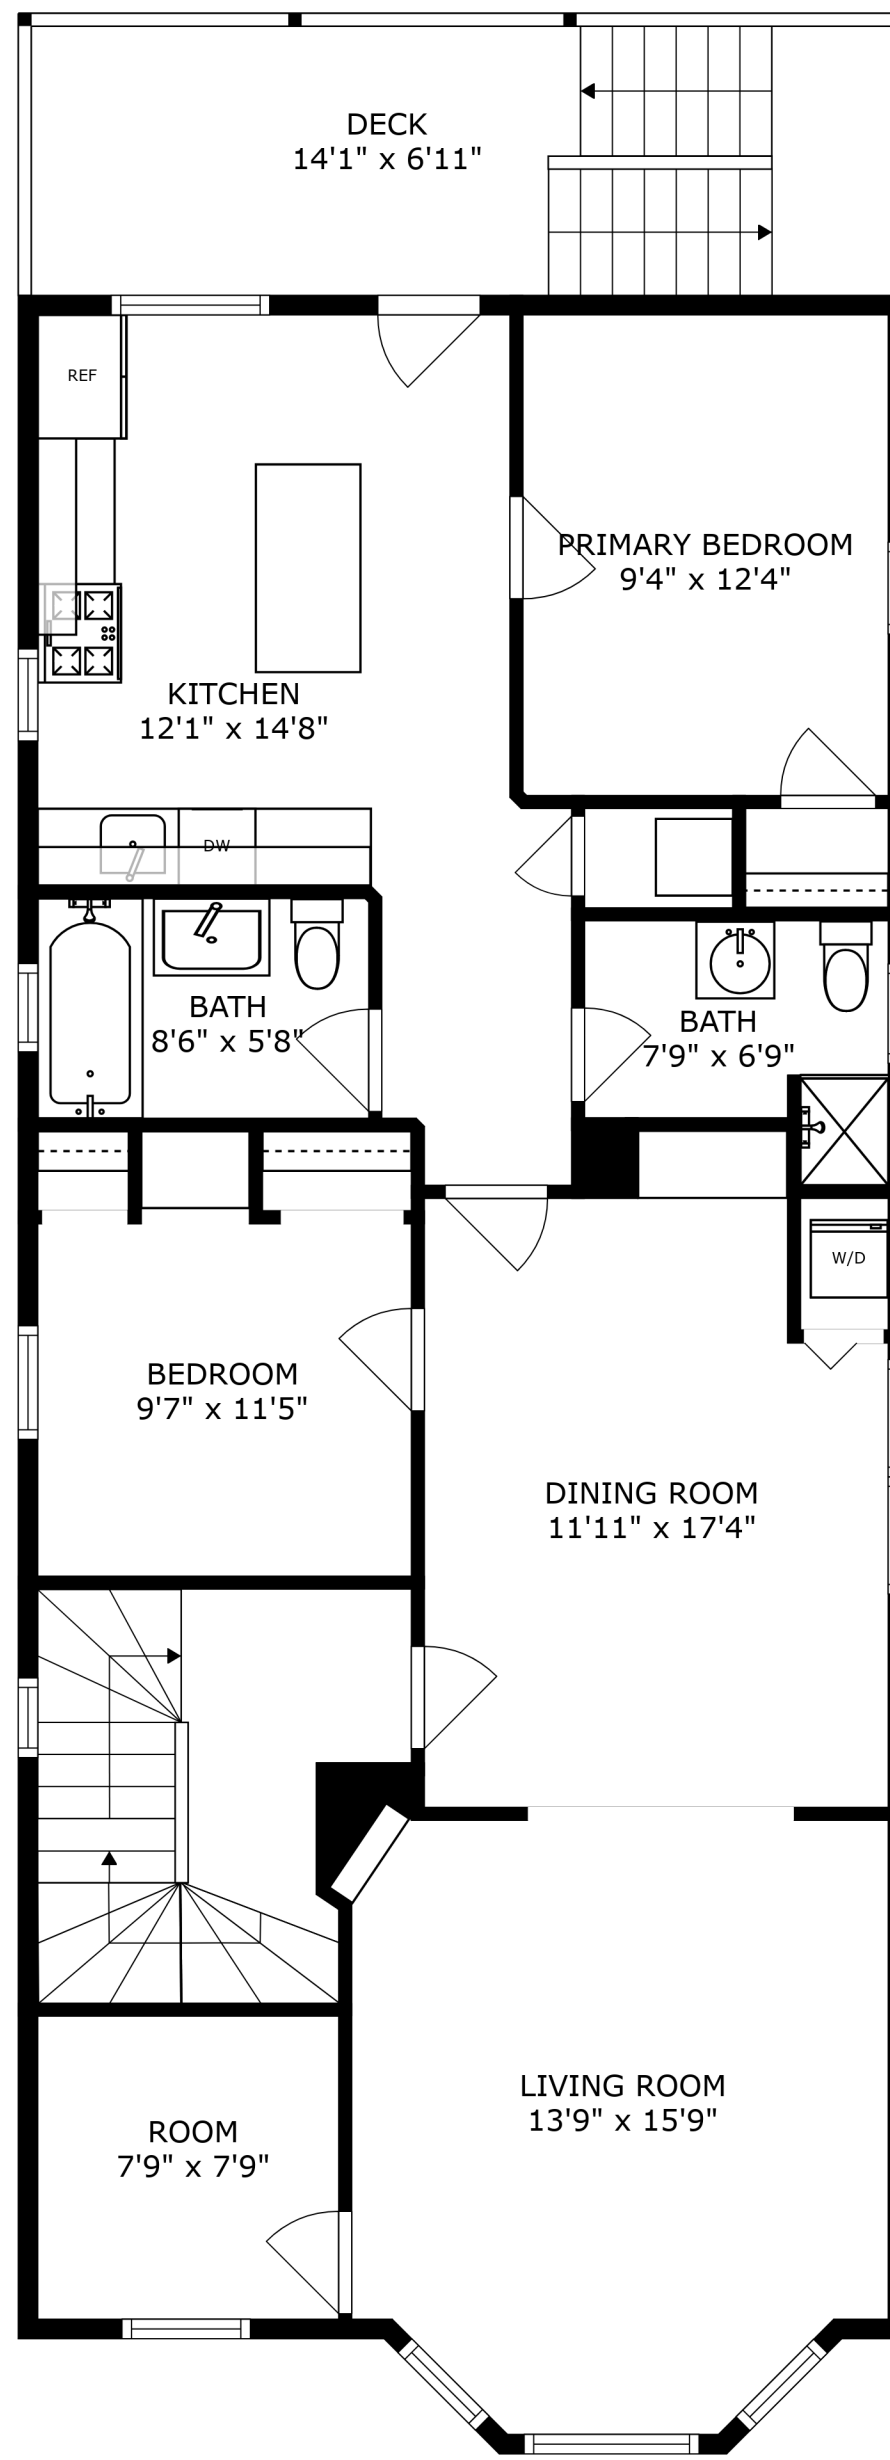 DECK
14'1" x 6'11"
REF
PRIMARY BEDROOM
9'4" x 12'4"
KITCHEN
12'1" x 14'8"
DW
BATH
8'6" x 5'8"
BATH
7'9" x 6'9"
W/D
BEDROOM
9'7" x 11'5"
DINING ROOM
11'11" x 17'4"
LIVING ROOM
13'9" x 15'9"
ROOM
7'9" x 7'9"